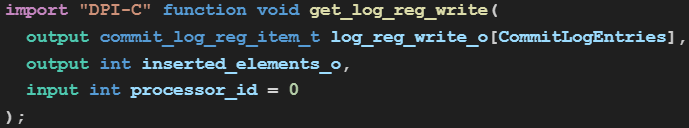 import "DPI-C" function void get_log_reg_write(
  output commit_log_reg_item_t log_reg_write_o[CommitLogEntries],
  output int inserted_elements_o,
  input int processor_id = 0
);